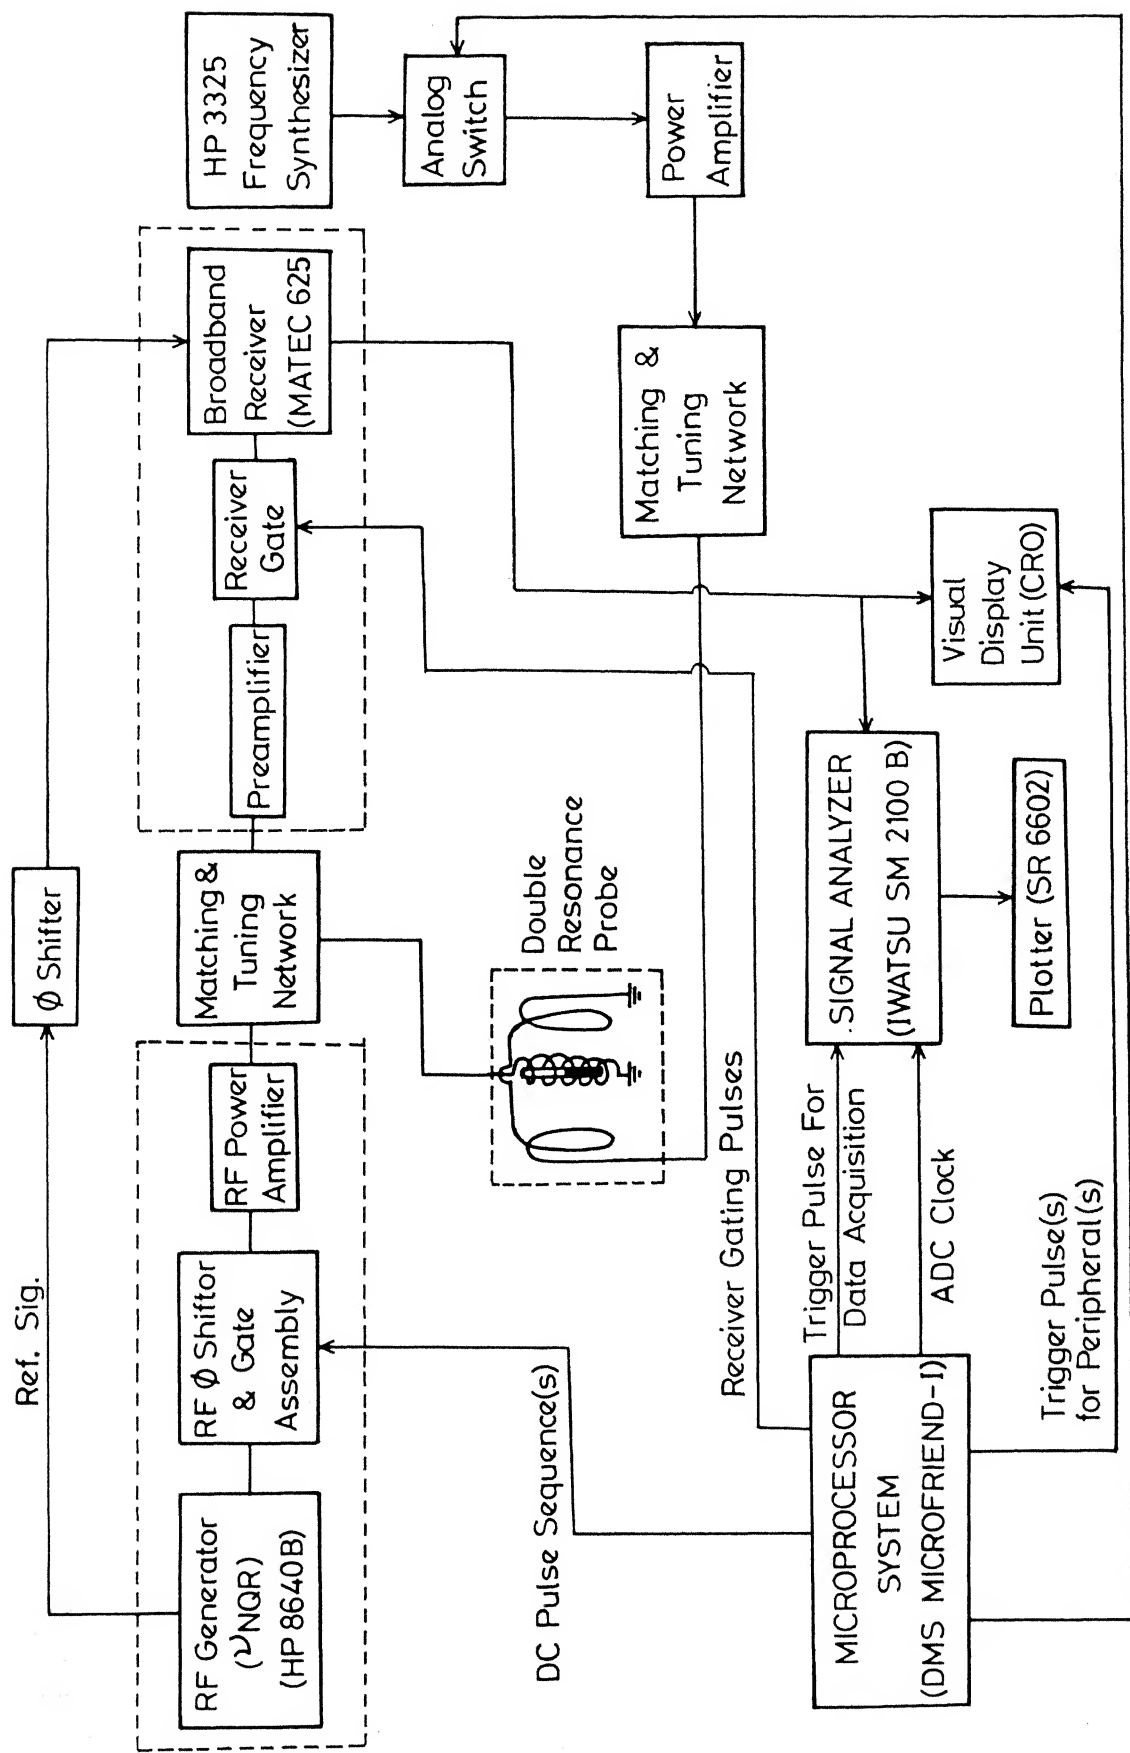 Ref. Sig.
Ø Shifter
RF Generator
(νNQR)
(HP 8640B)
RF Ø Shiftor
& Gate
Assembly
RF Power
Amplifier
Matching &
Tuning
Network
Preamplifier
Receiver
Gate
Broadband
Receiver
(MATEC 625)
HP 3325
Frequency
Synthesizer
Analog
Switch
Power
Amplifier
Matching &
Tuning
Network
Double
Resonance
Probe
DC Pulse Sequence(s)
Receiver Gating Pulses
MICROPROCESSOR
SYSTEM
(DMS MICROFRIEND-I)
Trigger Pulse For
Data Acquisition
ADC Clock
Trigger Pulse(s)
for Peripheral(s)
.SIGNAL ANALYZER
(IWATSU SM 2100 B)
Plotter (SR 6602)
Visual
Display
Unit (CRO)